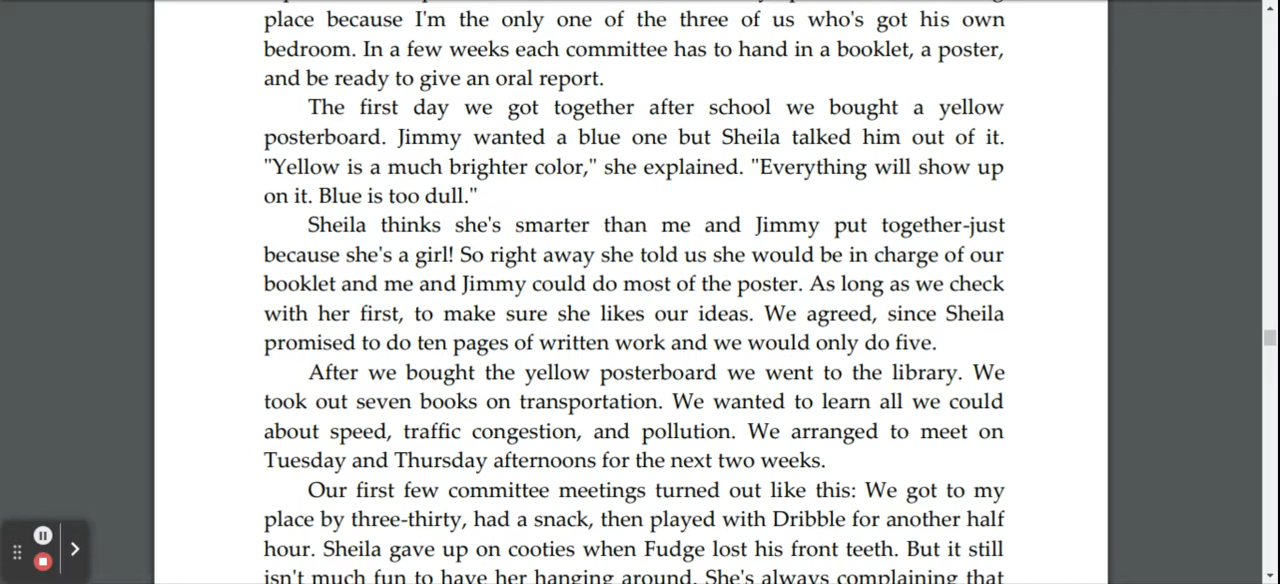 place because I'm the only one of the three of us who's got his own
bedroom. In a few weeks each committee has to hand in a booklet, a poster,
and be ready to give an oral report.
The first day we got together after school we bought a yellow
posterboard. Jimmy wanted a blue one but Sheila talked him out of it.
"Yellow is a much brighter color," she explained. "Everything will show up
on it. Blue is too dull."
Sheila thinks she's smarter than me and Jimmy put together-just
because she's a girl! So right away she told us she would be in charge of our
booklet and me and Jimmy could do most of the poster. As long as we check
with her first, to make sure she likes our ideas. We agreed, since Sheila
promised to do ten pages of written work and we would only do five.
After we bought the yellow posterboard we went to the library. We
took out seven books on transportation. We wanted to learn all we could
about speed, traffic congestion, and pollution. We arranged to meet on
Tuesday and Thursday afternoons for the next two weeks.
Our first few committee meetings turned out like this: We got to my
place by three-thirty, had a snack, then played with Dribble for another half
hour. Sheila gave up on cooties when Fudge lost his front teeth. But it still
isn't much fun to have her hanging around. She's always complaining that